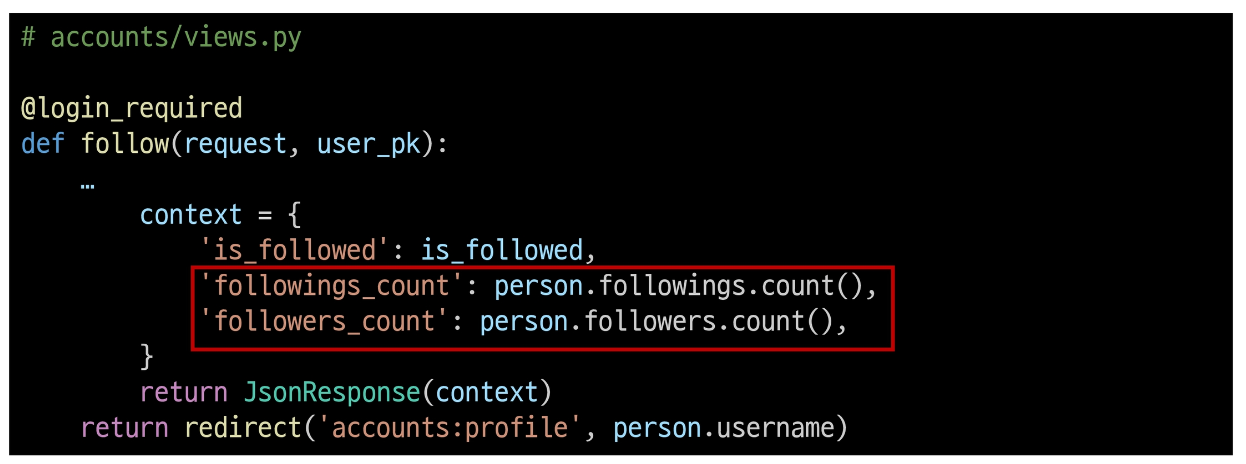 # accounts/views.py
@login_required
def follow(request, user_pk):
    …
        context = {
            'is_followed': is_followed,
            'followings_count': person.followings.count(),
            'followers_count': person.followers.count(),
        }
        return JsonResponse(context)
    return redirect('accounts:profile', person.username)